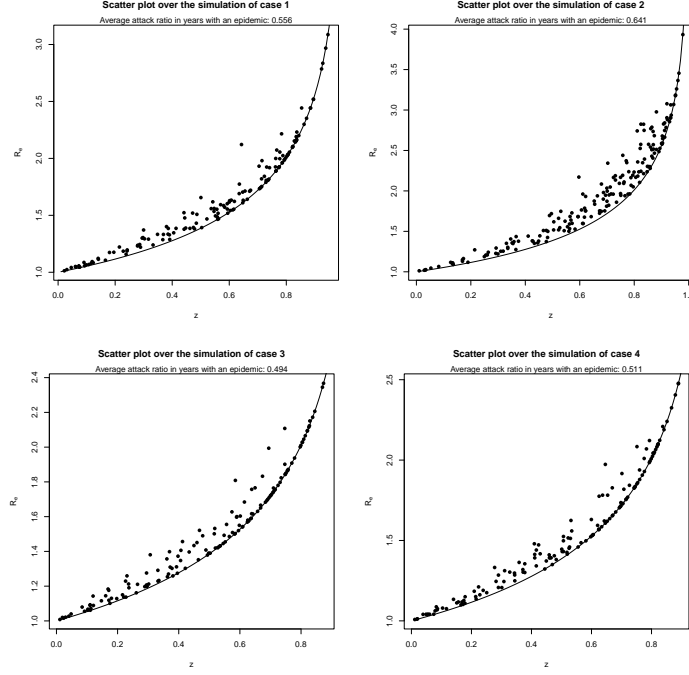 Scatter plot over the simulation of case 1
Average attack ratio in years with an epidemic: 0.556
3.0
2.5
2.0
1.5
1.0
Re
0.0 0.2 0.4 0.6 0.8
z
Scatter plot over the simulation of case 2
Average attack ratio in years with an epidemic: 0.641
4.0
3.5
3.0
2.5
2.0
1.5
1.0
Re
0.0 0.2 0.4 0.6 0.8 1.
z
Scatter plot over the simulation of case 3
Average attack ratio in years with an epidemic: 0.494
2.4
2.2
2.0
1.8
1.6
1.4
1.2
1.0
Re
0.0 0.2 0.4 0.6 0.8
z
Scatter plot over the simulation of case 4
Average attack ratio in years with an epidemic: 0.511
2.5
2.0
1.5
1.0
Re
0.0 0.2 0.4 0.6 0.8
z